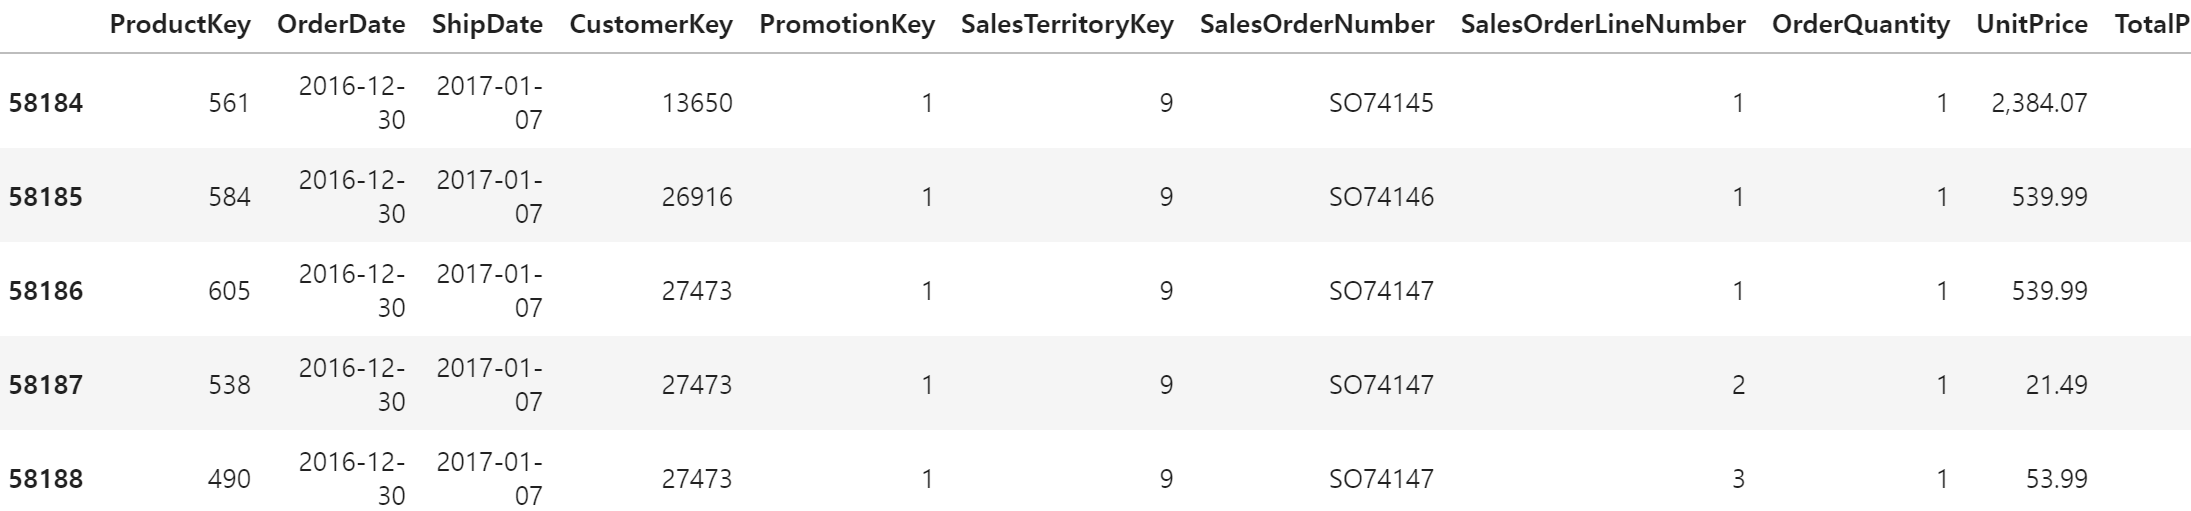 ProductKey OrderDate ShipDate CustomerKey PromotionKey SalesTerritoryKey SalesOrderNumber SalesOrderLineNumber OrderQuantity UnitPrice TotalP
58184 561 2016-12-30 2017-01-07 13650 1 9 SO74145 1 1 2,384.07
58185 584 2016-12-30 2017-01-07 26916 1 9 SO74146 1 1 539.99
58186 605 2016-12-30 2017-01-07 27473 1 9 SO74147 1 1 539.99
58187 538 2016-12-30 2017-01-07 27473 1 9 SO74147 2 1 21.49
58188 490 2016-12-30 2017-01-07 27473 1 9 SO74147 3 1 53.99